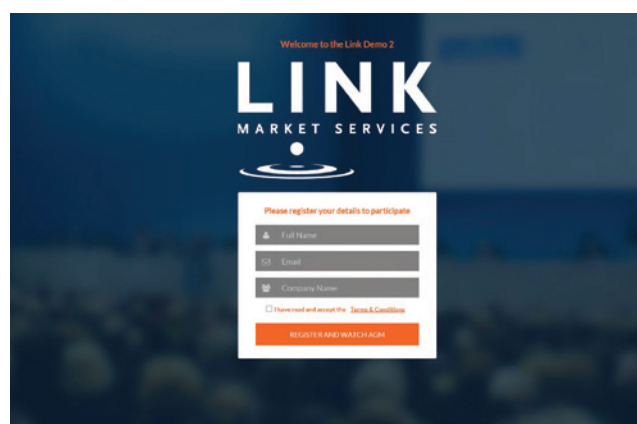 Welcome to the Link Demo 2
LINK
MARKET SERVICES
Please register your details to participate
Full Name
Email
Company Name
I have read and accept the Terms & Conditions
REGISTER AND WATCH AGM